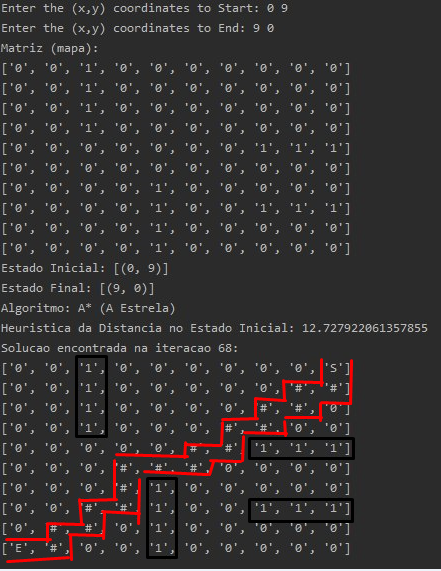 Enter the (x,y) coordinates to Start: 0 9
Enter the (x,y) coordinates to End: 9 0
Matriz (mapa):
['0', '0', '1', '0', '0', '0', '0', '0', '0', '0']
['0', '0', '1', '0', '0', '0', '0', '0', '0', '0']
['0', '0', '1', '0', '0', '0', '0', '0', '0', '0']
['0', '0', '1', '0', '0', '0', '0', '0', '0', '0']
['0', '0', '0', '0', '0', '0', '0', '1', '1', '1']
['0', '0', '0', '0', '0', '0', '0', '0', '0', '0']
['0', '0', '0', '0', '1', '0', '0', '0', '0', '0']
['0', '0', '0', '0', '1', '0', '0', '1', '1', '1']
['0', '0', '0', '0', '1', '0', '0', '0', '0', '0']
['0', '0', '0', '0', '1', '0', '0', '0', '0', '0']
Estado Inicial: [(0, 9)]
Estado Final: [(9, 0)]
Algoritmo: A* (A Estrela)
Heuristica da Distancia no Estado Inicial: 12.727922061357855
Solucao encontrada na iteracao 68:
['0', '0', '1', '0', '0', '0', '0', '0', '0', 'S']
['0', '0', '1', '0', '0', '0', '0', '0', '#', '#']
['0', '0', '1', '0', '0', '0', '0', '#', '#', '0']
['0', '0', '1', '0', '0', '0', '#', '#', '0', '0']
['0', '0', '0', '0', '0', '#', '#', '1', '1', '1']
['0', '0', '0', '#', '#', '#', '0', '0', '0', '0']
['0', '0', '0', '#', '1', '0', '0', '0', '0', '0']
['0', '0', '#', '#', '1', '0', '0', '1', '1', '1']
['0', '#', '#', '0', '1', '0', '0', '0', '0', '0']
['E', '#', '0', '0', '1', '0', '0', '0', '0', '0']